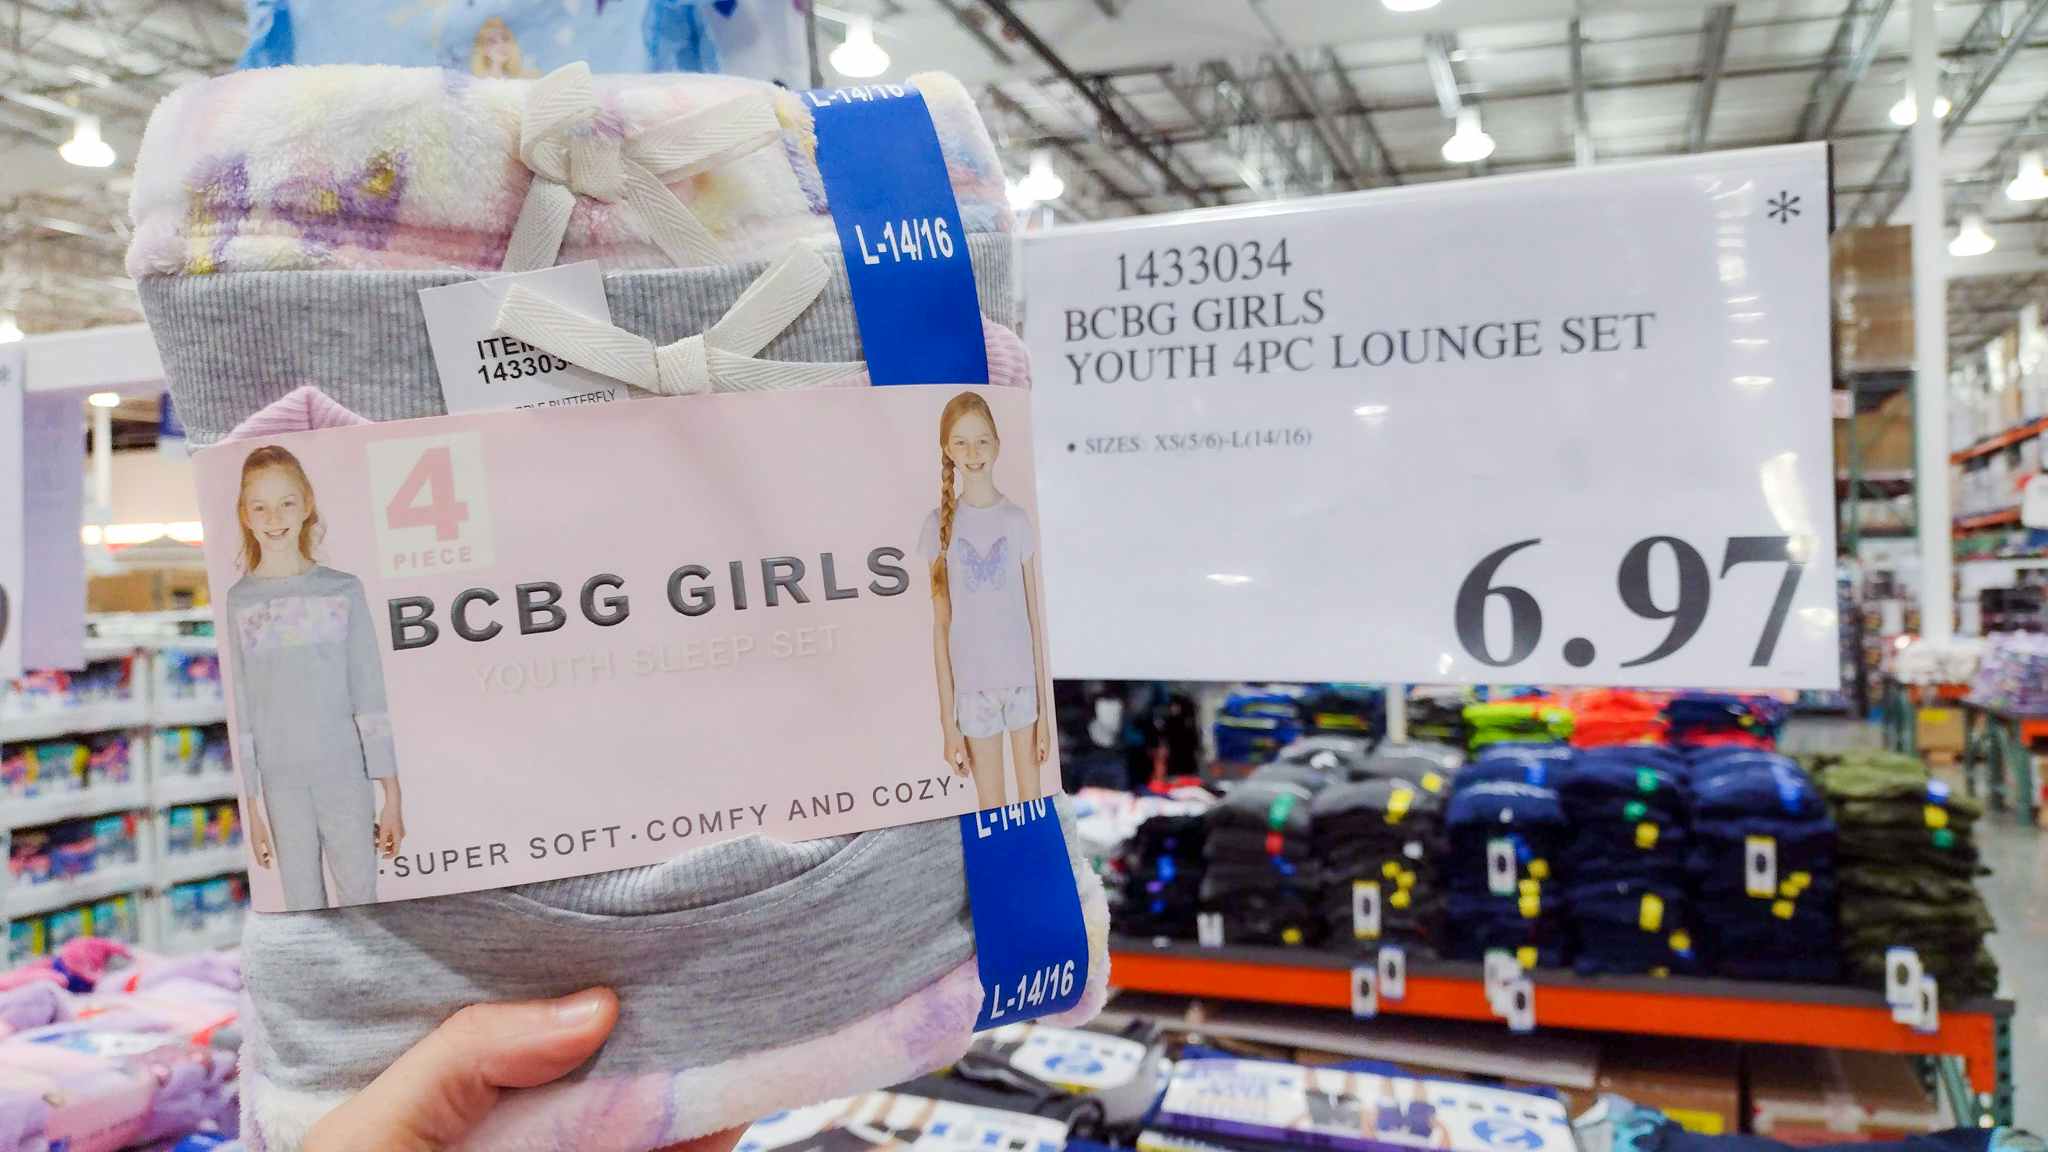 L-14/16
L-14/16
ITEM
PIECE
4
BCBG GIRLS
YOUTH SLEEP SET
·SUPER SOFT·COMFY AND COZY·
L-14/16
L-14/16
*
1433034
BCBG GIRLS
YOUTH 4PC LOUNGE SET
• SIZES: XS(5/6)-L(14/16)
6.97